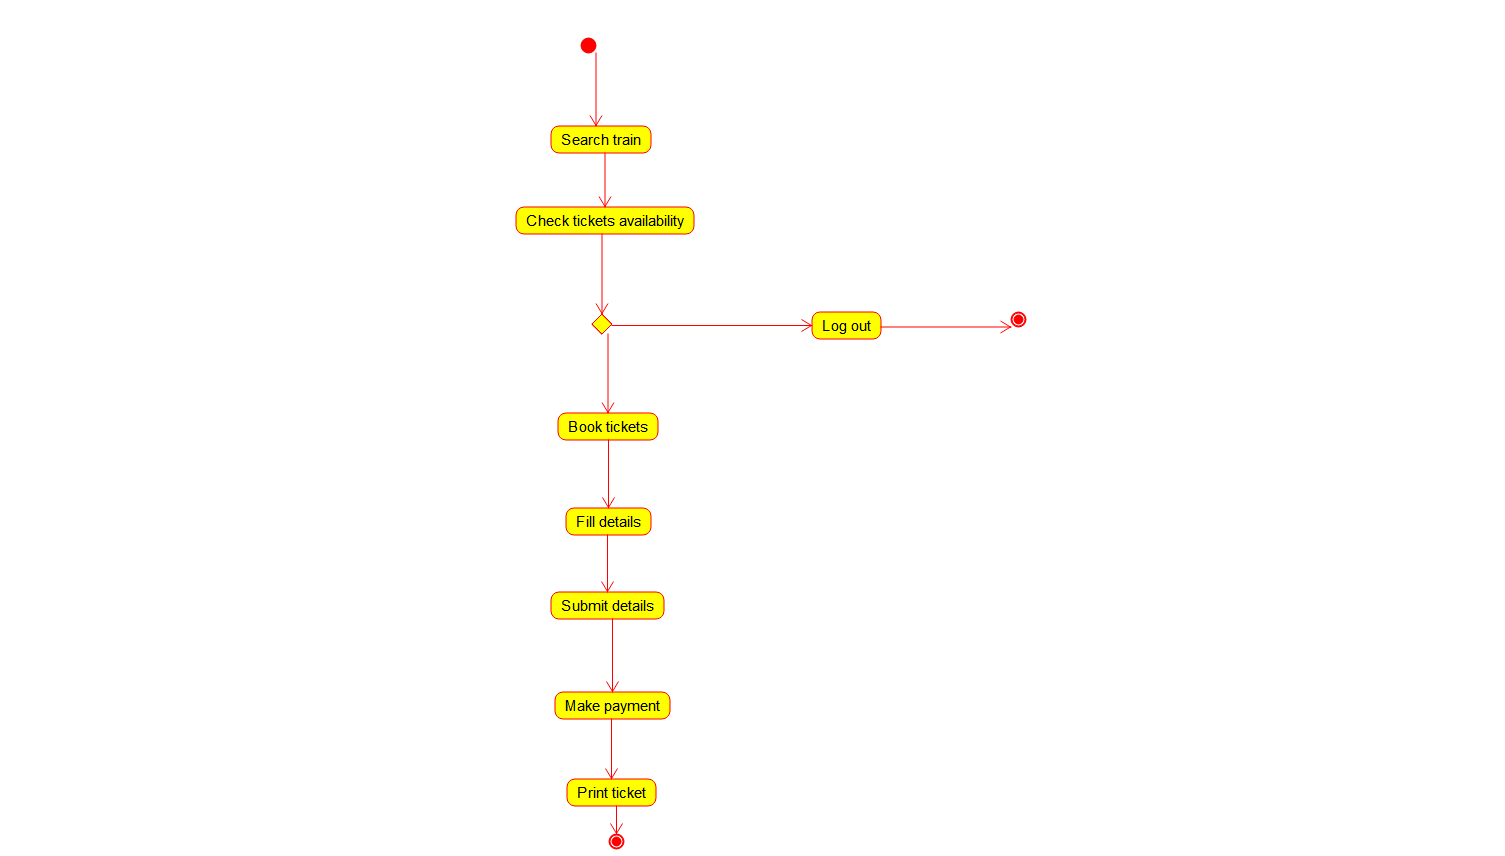 Search train
Check tickets availability
Log out
Book tickets
Fill details
Submit details
Make payment
Print ticket